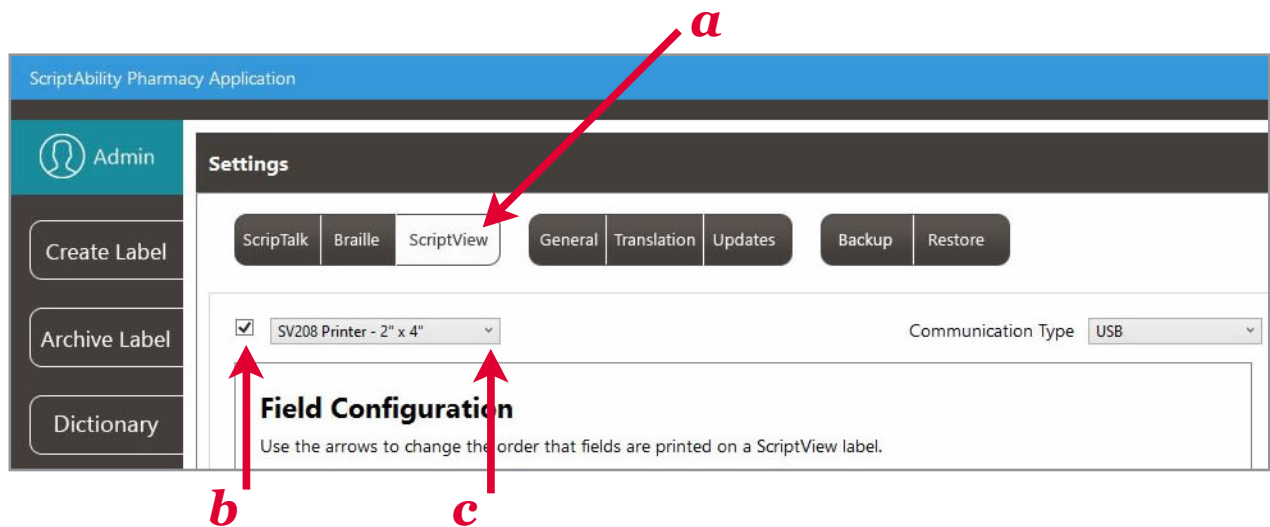 a
ScriptAbility Pharmacy Application
Admin
Settings
ScripTalk Braille ScriptView General Translation Updates Backup Restore
Create Label
SV208 Printer - 2" x 4" Communication Type USB
Archive Label
Field Configuration
Use the arrows to change the order that fields are printed on a ScriptView label.
Dictionary
b c